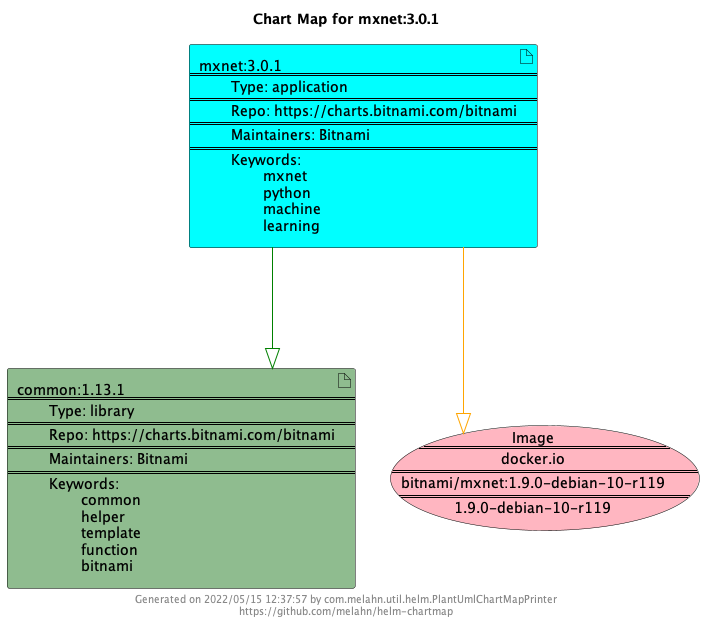 Chart Map for mxnet:3.0.1
mxnet:3.0.1
Type: application
Repo: https://charts.bitnami.com/bitnami
Maintainers: Bitnami
Keywords:
mxnet
python
machine
learning
common:1.13.1
Type: library
Repo: https://charts.bitnami.com/bitnami
Maintainers: Bitnami
Keywords:
common
helper
template
function
bitnami
Image
docker.io
bitnami/mxnet:1.9.0-debian-10-r119
1.9.0-debian-10-r119
Generated on 2022/05/15 12:37:57 by com.melahn.util.helm.PlantUmlChartMapPrinter
https://github.com/melahn/helm-chartmap